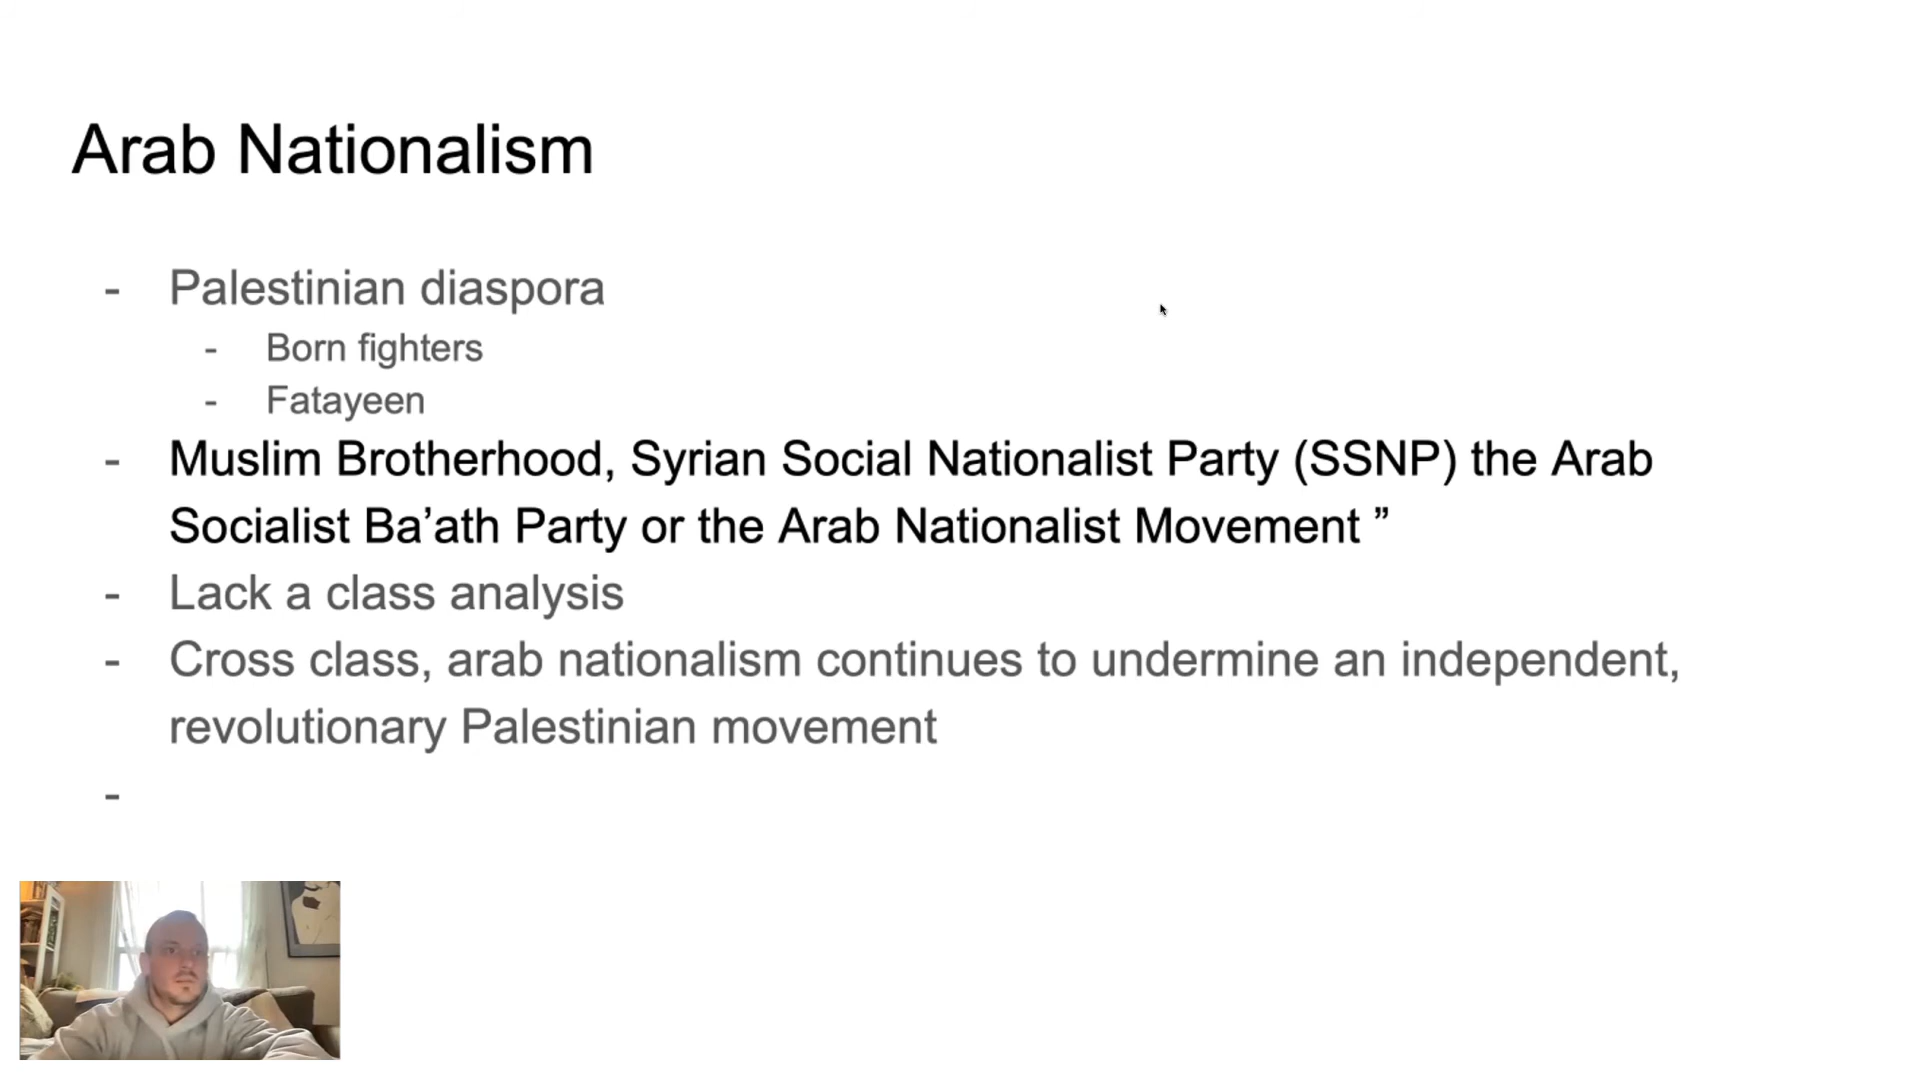 Arab Nationalism
- Palestinian diaspora
- Born fighters
- Fatayeen
- Muslim Brotherhood, Syrian Social Nationalist Party (SSNP) the Arab
Socialist Ba’ath Party or the Arab Nationalist Movement ”
- Lack a class analysis
- Cross class, arab nationalism continues to undermine an independent,
revolutionary Palestinian movement
-